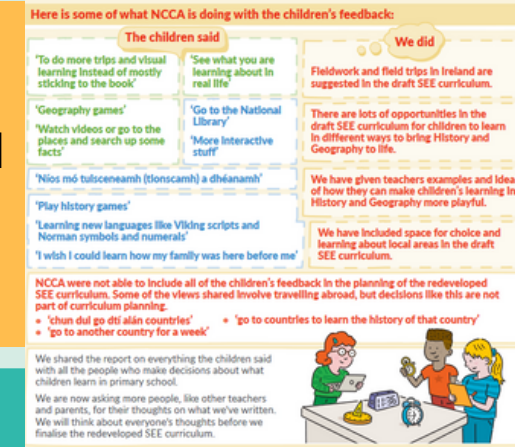 Here is some of what NCCA is doing with the children's feedback:
The children said
'To do more trips and visual
learning instead of mostly
sticking to the book'
'See what you are
learning about in
real life'
'Geography games'
'Watch videos or go to the
places and search up some
facts'
'Go to the National
Library'
'More interactive
stuff'
'Níos mó tuisceneamh (tionscamh) a dhéanamh'
'Play history games'
'Learning new languages like Viking scripts and
Norman symbols and numerals'
'I wish I could learn how my family was here before me'
We did
Fieldwork and field trips in Ireland are
suggested in the draft SEE curriculum.
There are lots of opportunities in the
draft SEE curriculum for children to learn
in different ways to bring History and
Geography to life.
We have given teachers examples and idea
of how they can make children's learning in
History and Geography more playful.
We have included space for choice and
learning about local areas in the draft
SEE curriculum.
NCCA were not able to include all of the children's feedback in the planning of the redeveloped
SEE curriculum. Some of the views shared involve travelling abroad, but decisions like this are not
part of curriculum planning.
• 'chun dul go dtí alán countries'
• 'go to countries to learn the history of that country'
• 'go to another country for a week'
We shared the report on everything the children said
with all the people who make decisions about what
children learn in primary school.
We are now asking more people, like other teachers
and parents, for their thoughts on what we've written.
We will think about everyone's thoughts before we
finalise the redeveloped SEE curriculum.